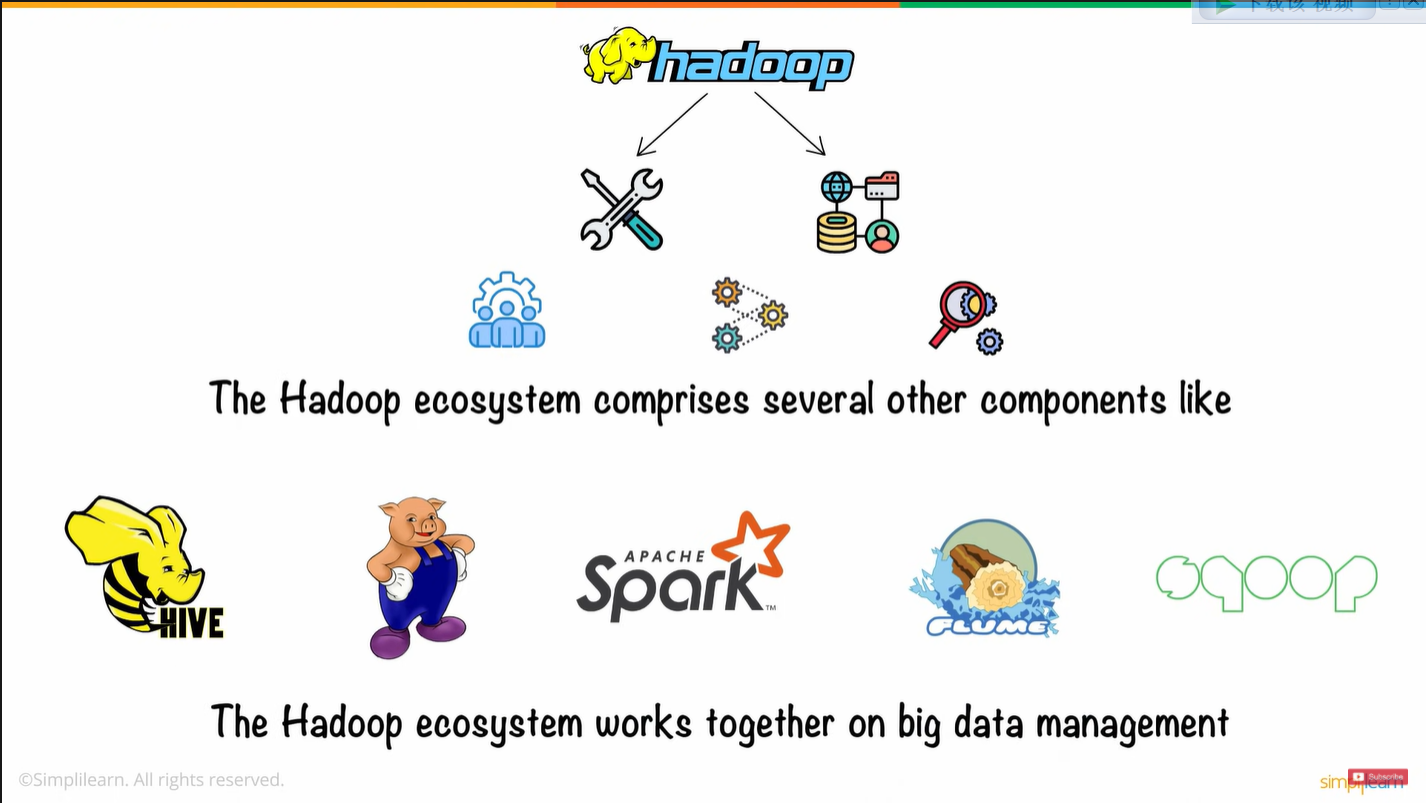 下载该视频
hadoop
The Hadoop ecosystem comprises several other components like
HIVE
APACHE
Spark™
FLUME
sqoop
The Hadoop ecosystem works together on big data management
©Simplilearn. All rights reserved.
simplilearn
Subscribe